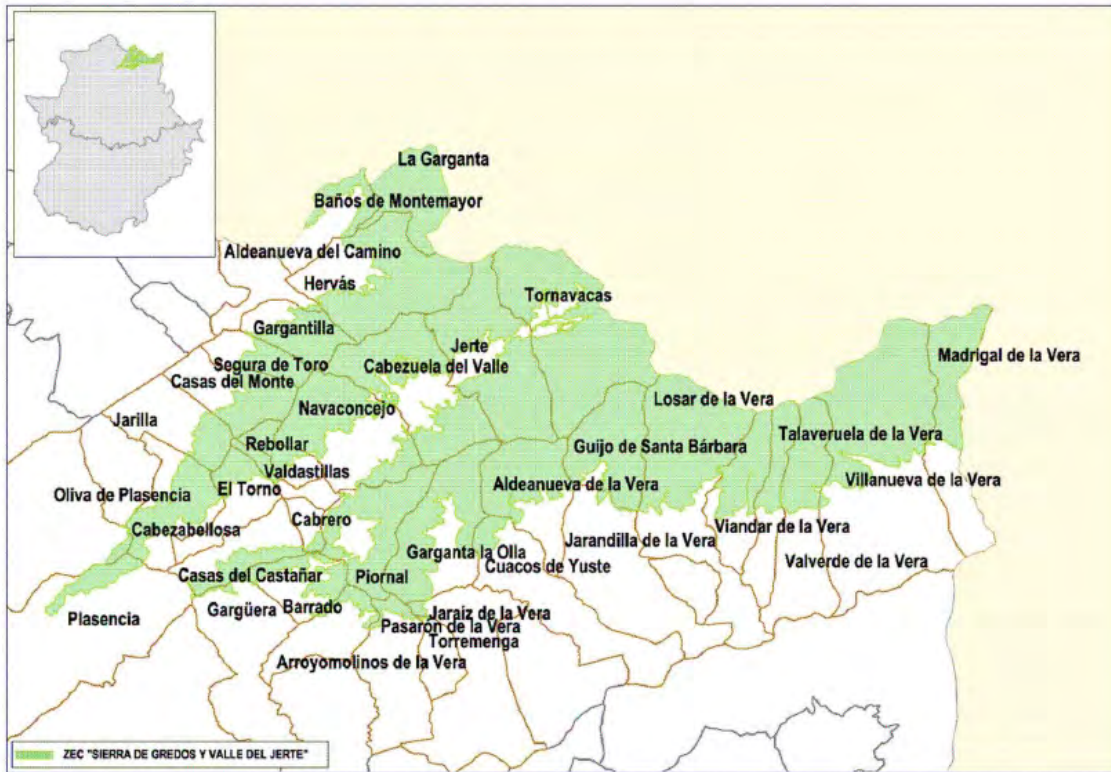 La Garganta
Baños de Montemayor
Aldeanueva del Camino
Hervás
Tornavacas
Gargantilla
Jerte
Madrigal de la Vera
Segura de Toro
Cabezuela del Valle
Casas del Monte
Losar de la Vera
Navaconcejo
Jarilla
Talaveruela de la Vera
Rebollar
Guijo de Santa Bárbara
Valdastillas
Villanueva de la Vera
Oliva de Plasencia
El Torno
Aldeanueva de la Vera
Cabezabellosa
Cabrero
Viandar de la Vera
Jarandilla de la Vera
Garganta la Olla
Valverde de la Vera
Cuacos de Yuste
Casas del Castañar
Piornal
Gargüera
Barrado
Plasencia
Jaraíz de la Vera
Pasarón de la Vera
Torremenga
Arroyomolinos de la Vera
ZEC "SIERRA DE GREDOS Y VALLE DEL JERTE"